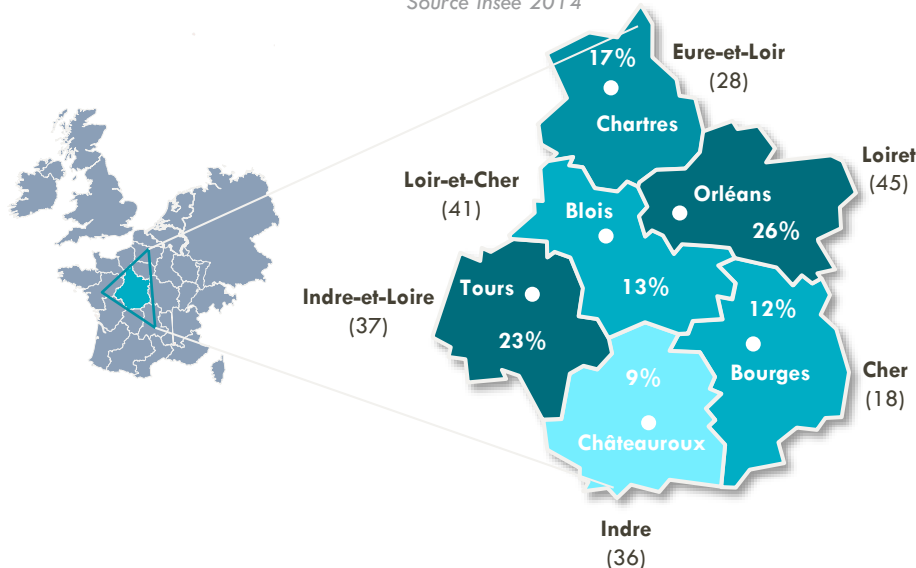 Source Insee 2014
17%
Eure-et-Loir
(28)
Chartres
Loiret
(45)
Loir-et-Cher
(41)
Orléans
Blois
26%
Indre-et-Loire
(37)
Tours
13%
12%
23%
9%
Bourges
Cher
(18)
Châteauroux
Indre
(36)